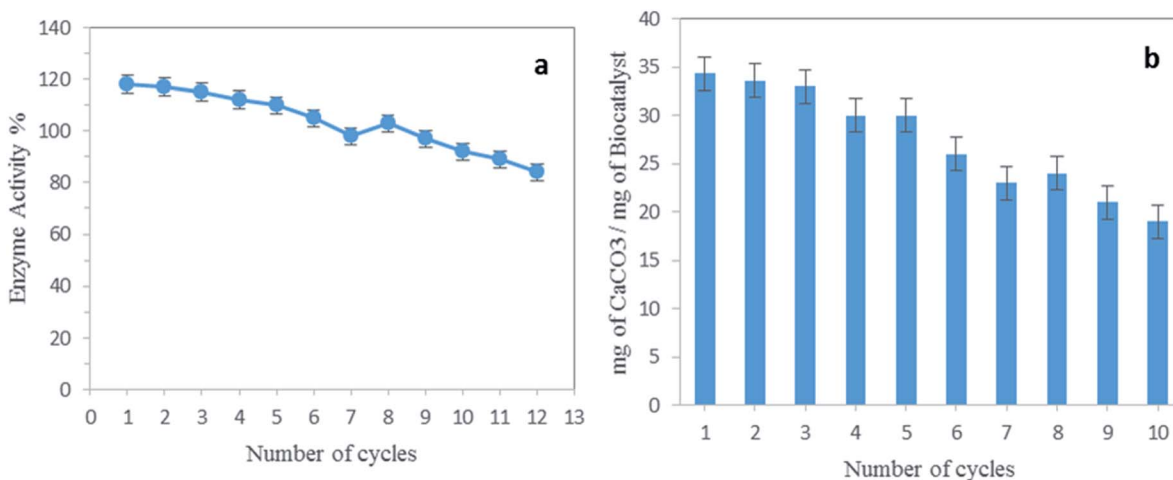 140
120
100
80
60
40
20
0
Enzyme Activity %
a
0 1 2 3 4 5 6 7 8 9 10 11 12 13
Number of cycles
40
35
30
25
20
15
10
5
0
mg of CaCO3 / mg of Biocatalyst
b
1 2 3 4 5 6 7 8 9 10
Number of cycles